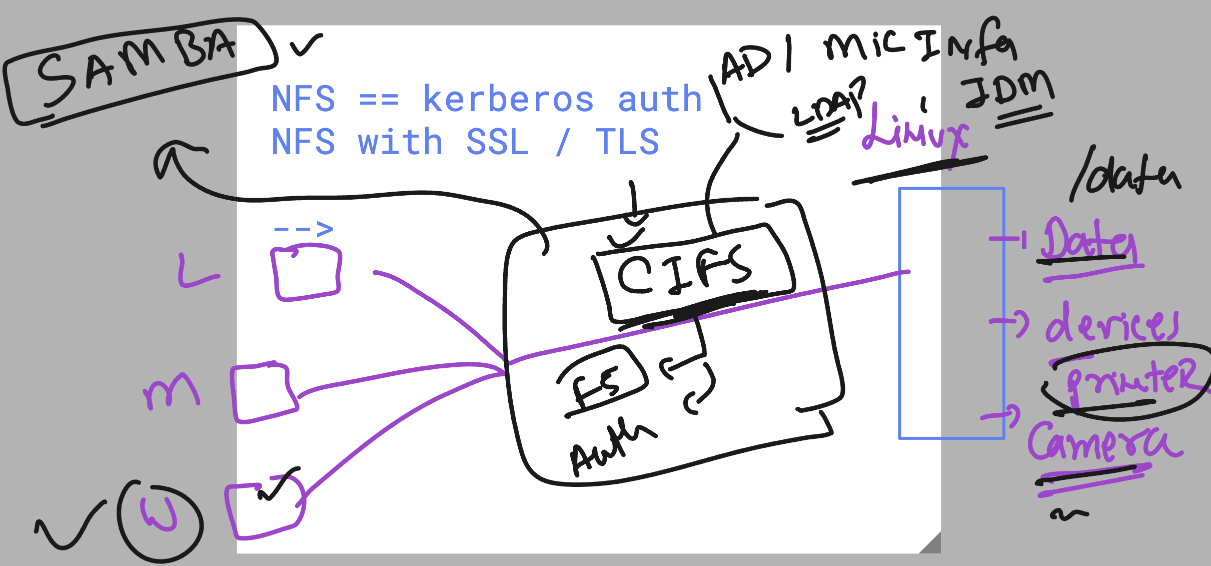 SAMBA
AD / MIC Infra
LDAP
IDM
NFS == kerberos auth
NFS with SSL / TLS
Linux
/data
-->
L
Data
CIFS
devices
M
FS
printer
Auth
Camera
W